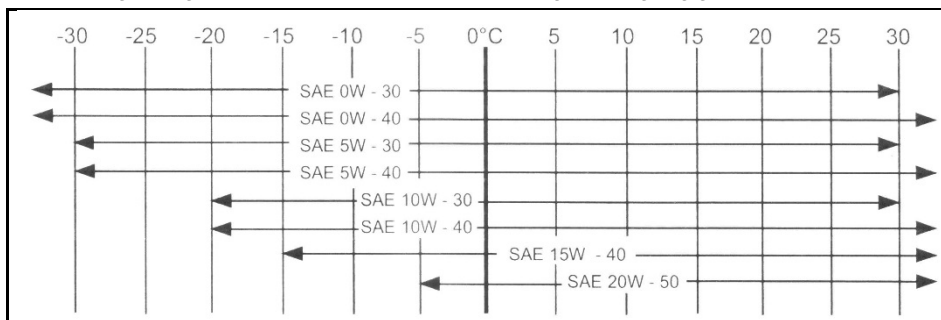 -30 -25 -20 -15 -10 -5 0°C 5 10 15 20 25 30
SAE 0W - 30
SAE 0W - 40
SAE 5W - 30
SAE 5W - 40
SAE 10W - 30
SAE 10W - 40
SAE 15W - 40
SAE 20W - 50